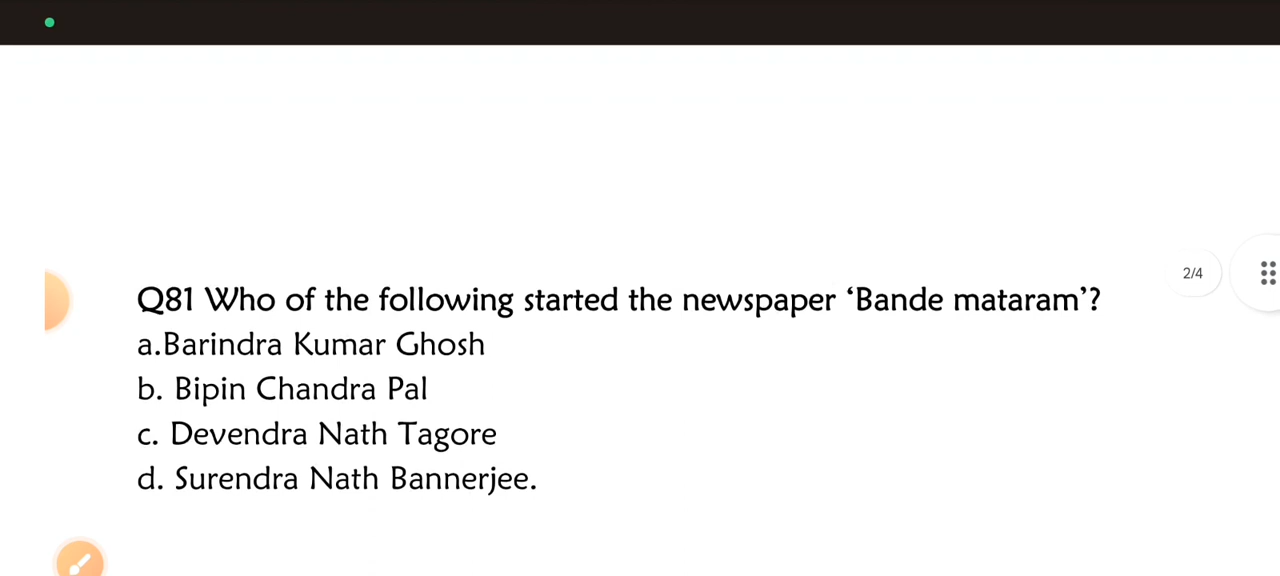 2/4
Q81 Who of the following started the newspaper ‘Bande mataram’?
a.Barindra Kumar Ghosh
b. Bipin Chandra Pal
c. Devendra Nath Tagore
d. Surendra Nath Bannerjee.